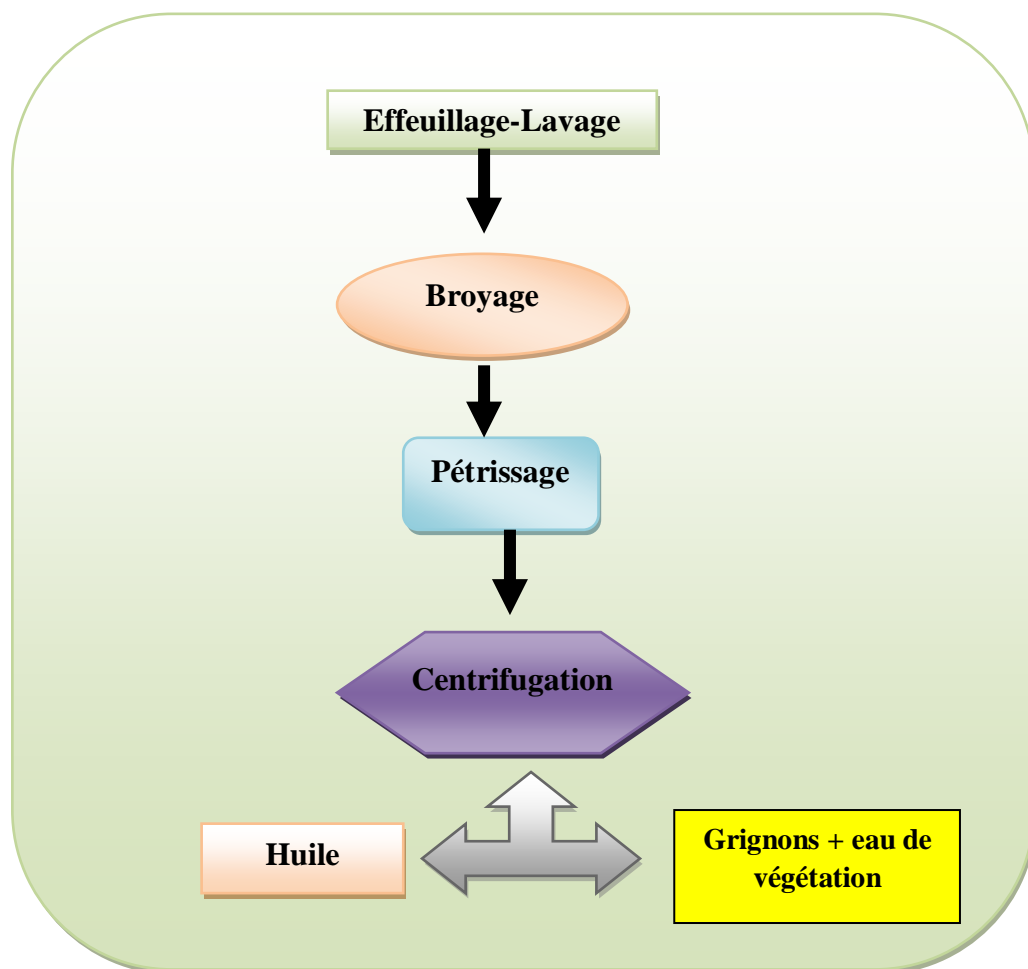 Effeuillage-Lavage
Broyage
Pétrissage
Centrifugation
Huile
Grignons + eau de
végétation